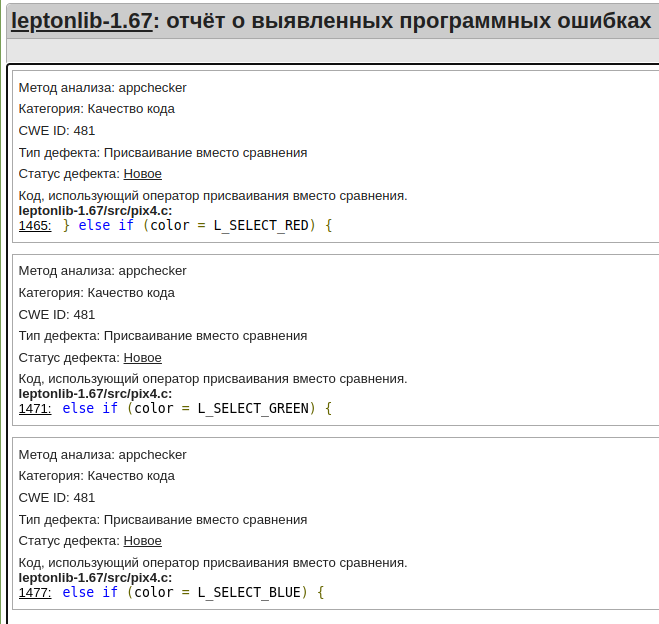 leptonlib-1.67: отчёт о выявленных программных ошибках
Метод анализа: appchecker
Категория: Качество кода
CWE ID: 481
Тип дефекта: Присваивание вместо сравнения
Статус дефекта: Новое
Код, использующий оператор присваивания вместо сравнения.
leptonlib-1.67/src/pix4.c:
1465: } else if (color = L_SELECT_RED) {
Метод анализа: appchecker
Категория: Качество кода
CWE ID: 481
Тип дефекта: Присваивание вместо сравнения
Статус дефекта: Новое
Код, использующий оператор присваивания вместо сравнения.
leptonlib-1.67/src/pix4.c:
1471: else if (color = L_SELECT_GREEN) {
Метод анализа: appchecker
Категория: Качество кода
CWE ID: 481
Тип дефекта: Присваивание вместо сравнения
Статус дефекта: Новое
Код, использующий оператор присваивания вместо сравнения.
leptonlib-1.67/src/pix4.c:
1477: else if (color = L_SELECT_BLUE) {